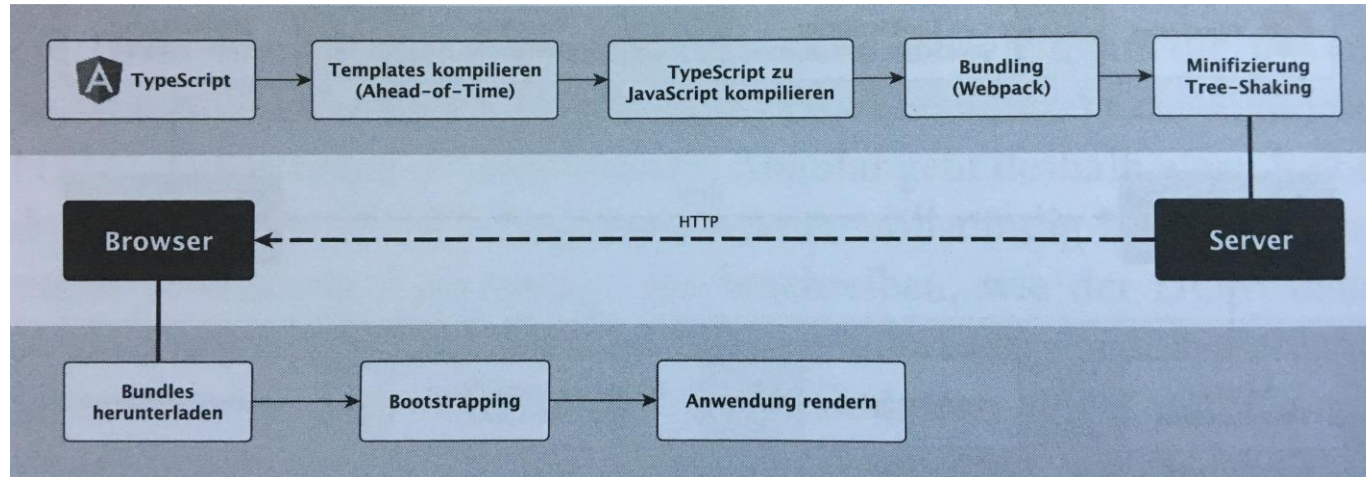 TypeScript
Templates kompilieren
(Ahead-of-Time)
TypeScript zu
JavaScript kompilieren
Bundling
(Webpack)
Minifizierung
Tree-Shaking
HTTP
Browser
Server
Bundles
herunterladen
Bootstrapping
Anwendung rendern